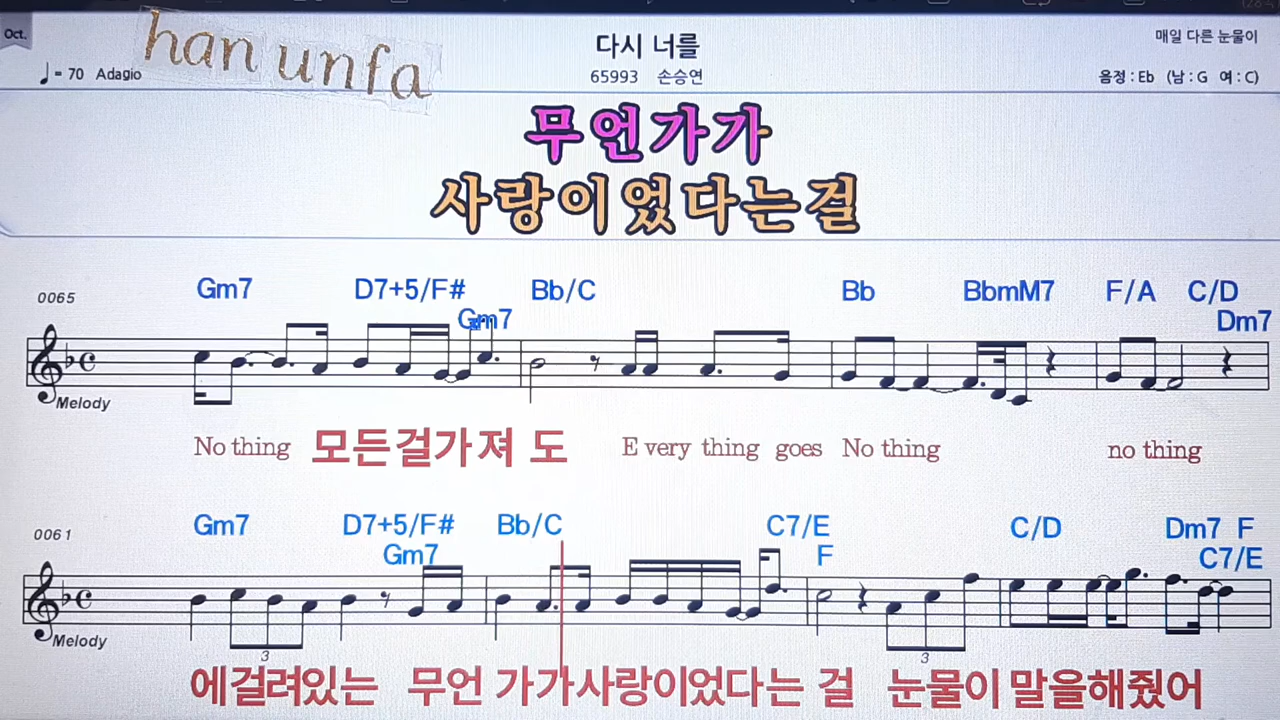 Oct.
han unfa
다시 너를
매일 다른 눈물이
♩= 70 Adagio
65993 손승연
음정 : Eb (남 : G 여 : C)
무언가가
사랑이었다는걸
0065
Gm7 D7+5/F# Gm7 Bb/C Bb BbmM7 F/A C/D Dm7
Melody
No thing 모든걸가져 도 E very thing goes No thing no thing
0061
Gm7 D7+5/F# Gm7 Bb/C C7/E F C/D Dm7 F C7/E
Melody
3 3
에걸려있는 무언 가가사랑이었다는 걸 눈물이 말을해줬어